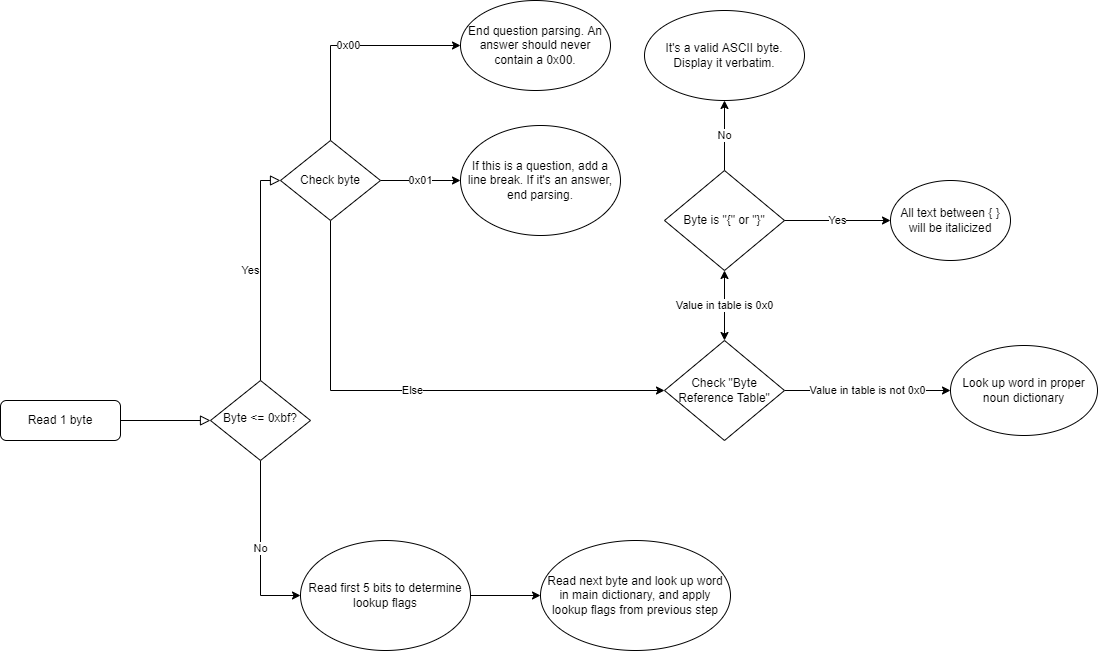 End question parsing. An
answer should never
contain a 0x00.
0x00
It's a valid ASCII byte.
Display it verbatim.
No
If this is a question, add a
line break. If it's an answer,
end parsing.
Check byte
0x01
Byte is "{" or "}"
Yes
All text between { }
will be italicized
Yes
Value in table is 0x0
Check "Byte
Reference Table"
Else
Value in table is not 0x0
Look up word in proper
noun dictionary
Read 1 byte
Byte <= 0xbf?
No
Read first 5 bits to determine
lookup flags
Read next byte and look up word
in main dictionary, and apply
lookup flags from previous step